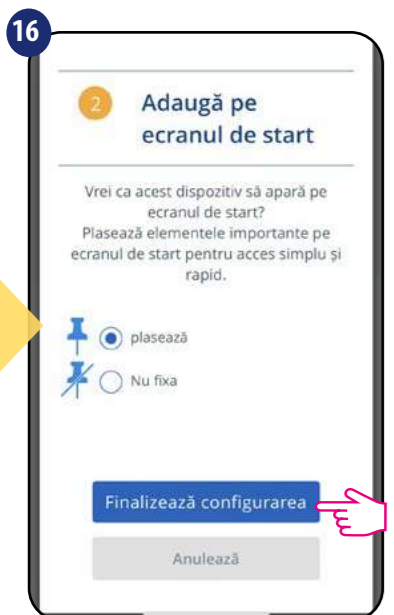 16
2
Adaugă pe
ecranul de start
Vrei ca acest dispozitiv să apară pe
ecranul de start?
Plasează elementele importante pe
ecranul de start pentru acces simplu și
rapid.
plasează
Nu fixa
Finalizează configurarea
Anulează